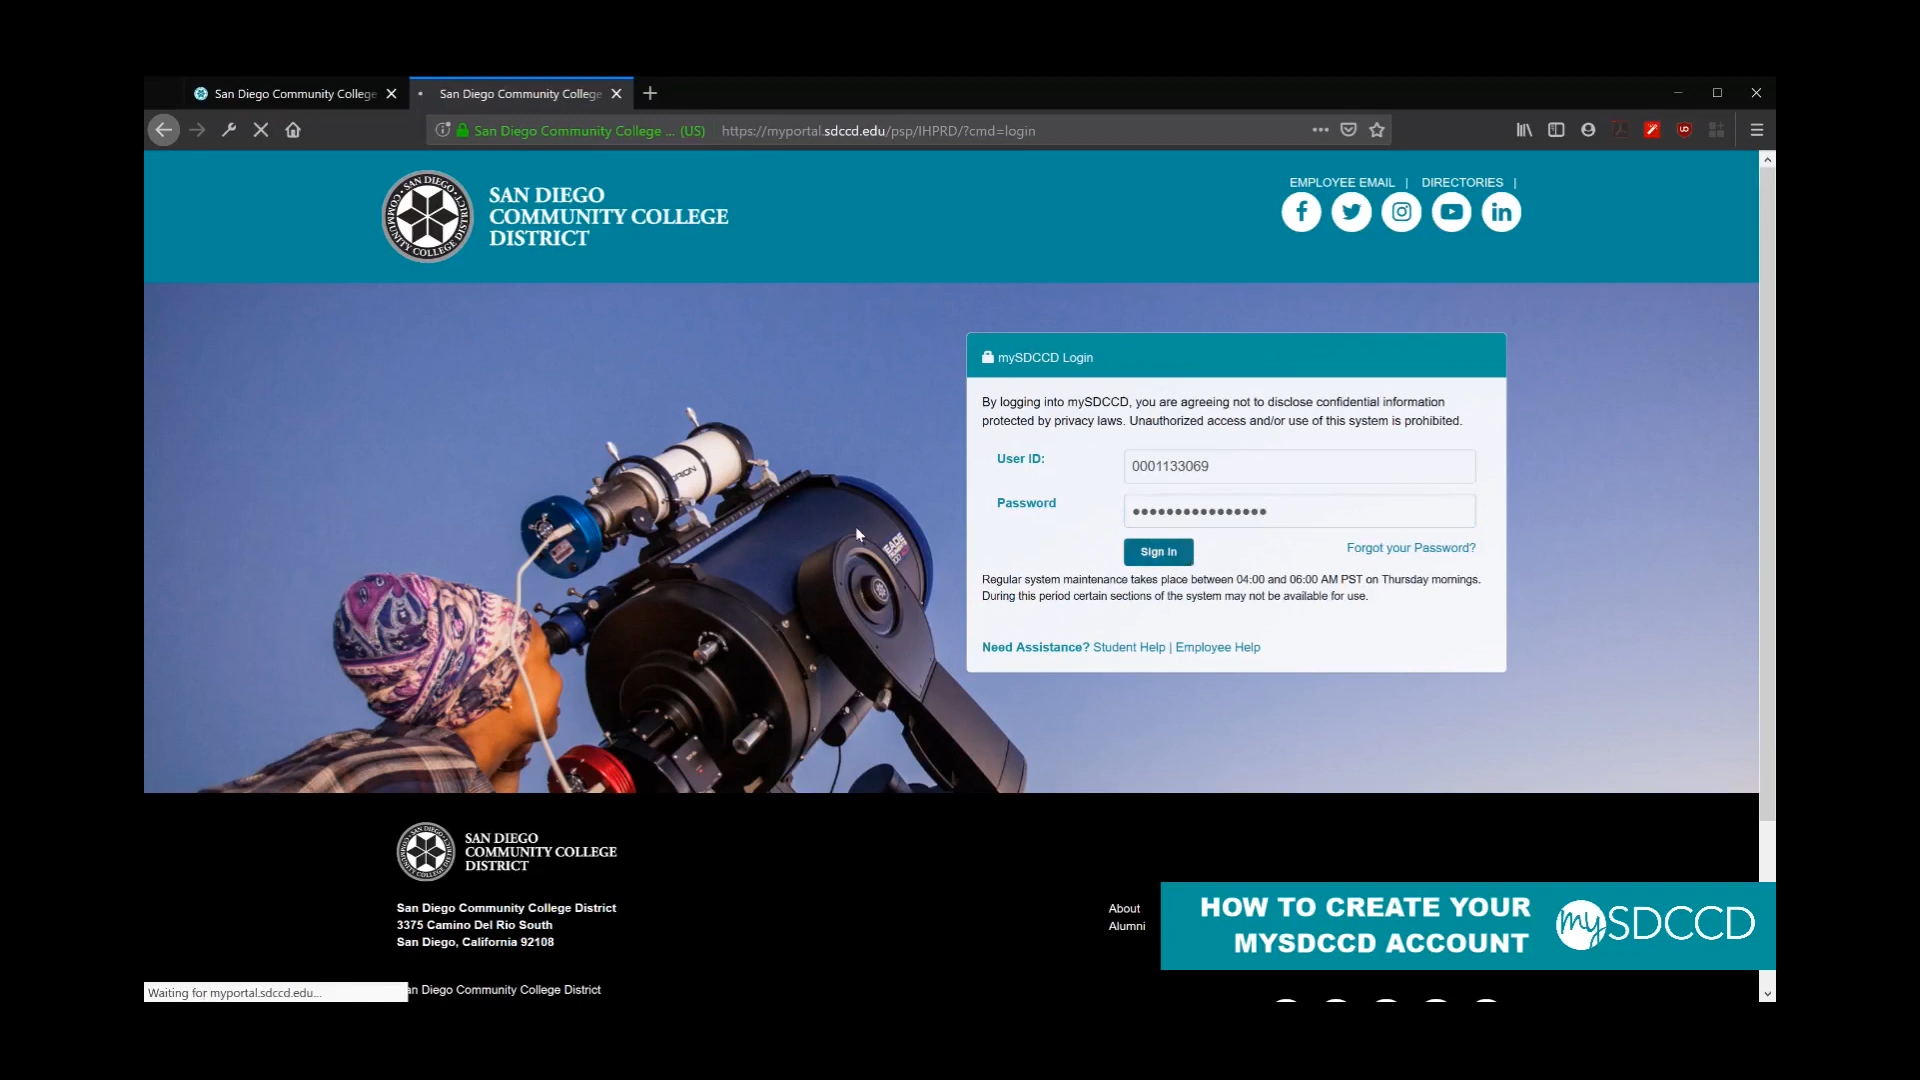 San Diego Community College
San Diego Community College
San Diego Community College ... (US)
https://myportal.sdccd.edu/psp/IHPRD/?cmd=login
SAN DIEGO
COMMUNITY COLLEGE
DISTRICT
SAN DIEGO
COMMUNITY COLLEGE DISTRICT
EMPLOYEE EMAIL | DIRECTORIES |
mySDCCD Login
By logging into mySDCCD, you are agreeing not to disclose confidential information
protected by privacy laws. Unauthorized access and/or use of this system is prohibited.
User ID:
0001133069
Password
••••••••••••••••
Sign In
Forgot your Password?
Regular system maintenance takes place between 04:00 and 06:00 AM PST on Thursday mornings.
During this period certain sections of the system may not be available for use.
Need Assistance? Student Help | Employee Help
ORION
SAN DIEGO
COMMUNITY COLLEGE
DISTRICT
San Diego Community College District
3375 Camino Del Rio South
San Diego, California 92108
About
Alumni
HOW TO CREATE YOUR
MYSDCCD ACCOUNT
mySDCCD
Waiting for myportal.sdccd.edu...
an Diego Community College District